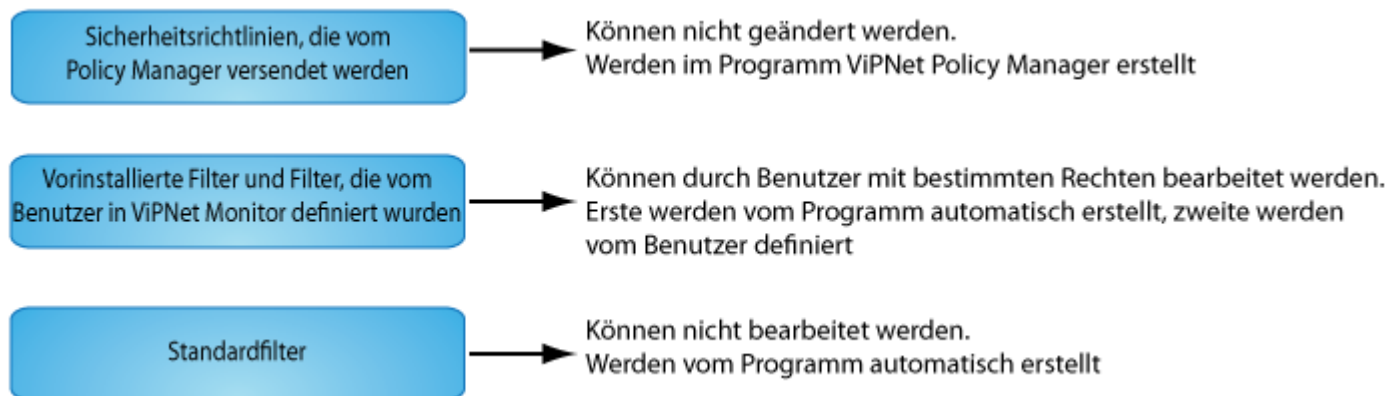 Sicherheitsrichtlinien, die vom
Policy Manager versendet werden
Können nicht geändert werden.
Werden im Programm ViPNet Policy Manager erstellt
Vorinstallierte Filter und Filter, die vom
Benutzer in ViPNet Monitor definiert wurden
Können durch Benutzer mit bestimmten Rechten bearbeitet werden.
Erste werden vom Programm automatisch erstellt, zweite werden
vom Benutzer definiert
Standardfilter
Können nicht bearbeitet werden.
Werden vom Programm automatisch erstellt